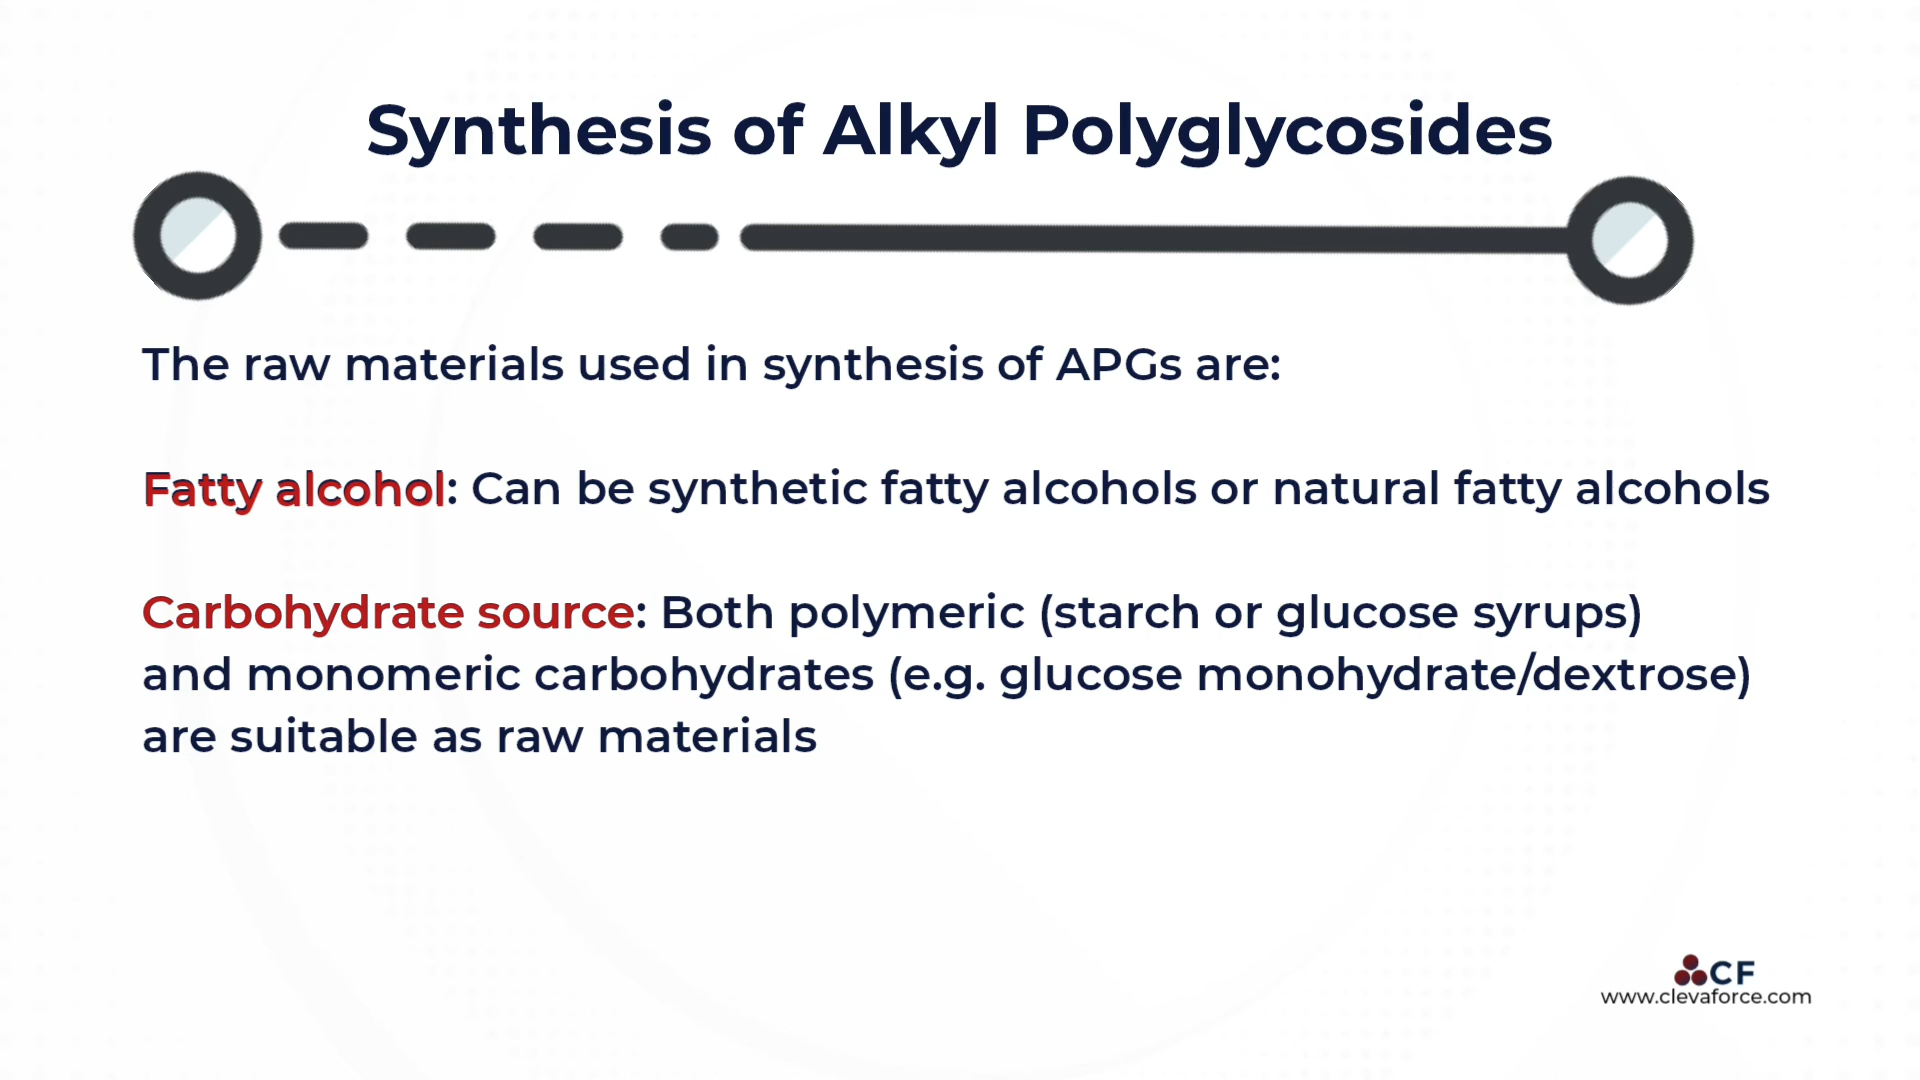 Synthesis of Alkyl Polyglycosides
The raw materials used in synthesis of APGs are:
Fatty alcohol: Can be synthetic fatty alcohols or natural fatty alcohols
Carbohydrate source: Both polymeric (starch or glucose syrups)
and monomeric carbohydrates (e.g. glucose monohydrate/dextrose)
are suitable as raw materials
CF
www.clevaforce.com